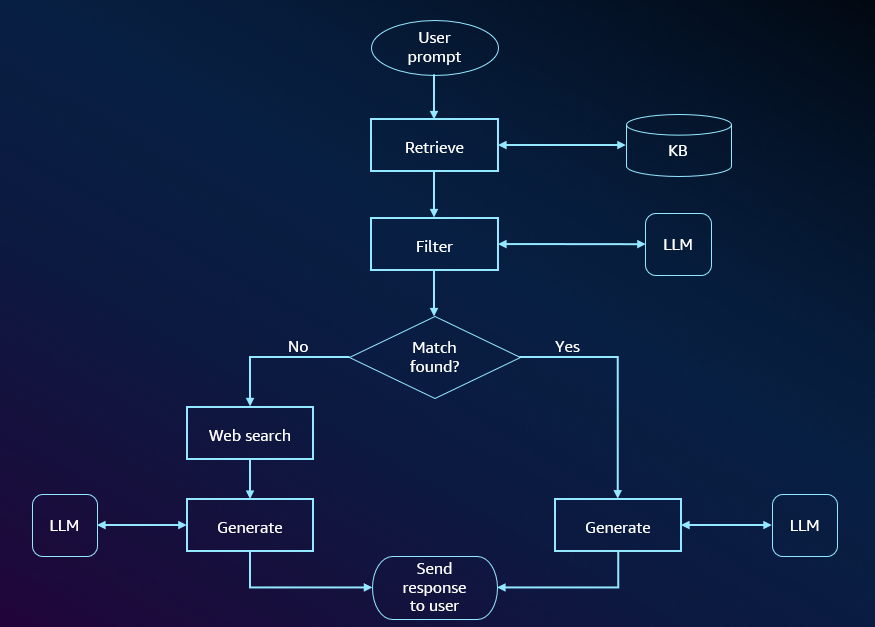 User
prompt
Retrieve
KB
Filter
LLM
Match
found?
No
Yes
Web search
LLM
Generate
Generate
LLM
Send
response
to user